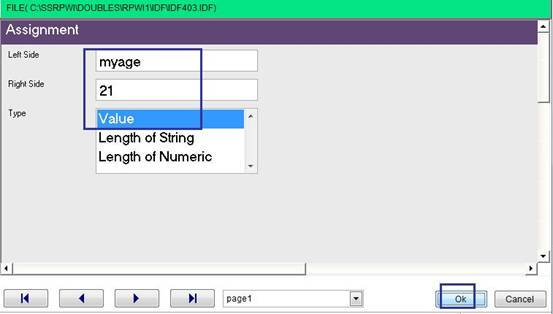 FILE( C:\SSRPWI\DOUBLES\RPWI1\IDF\IDF403.IDF)
Assignment
Left Side
myage
Right Side
21
Type
Value
Length of String
Length of Numeric
page1
Ok
Cancel